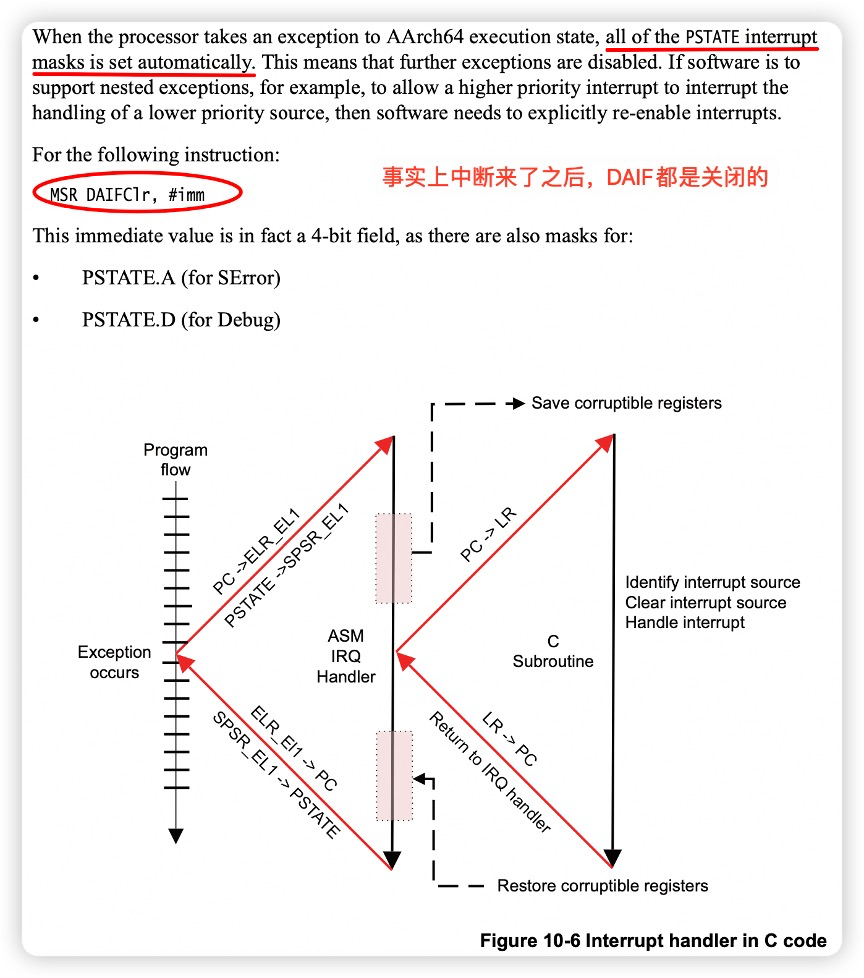 When the processor takes an exception to AArch64 execution state, all of the PSTATE interrupt
masks is set automatically. This means that further exceptions are disabled. If software is to
support nested exceptions, for example, to allow a higher priority interrupt to interrupt the
handling of a lower priority source, then software needs to explicitly re-enable interrupts.
For the following instruction:
事实上中断来了之后，DAIF都是关闭的
MSR DAIFClr, #imm
This immediate value is in fact a 4-bit field, as there are also masks for:
• PSTATE.A (for SError)
• PSTATE.D (for Debug)
Save corruptible registers
Program
flow
PC ->ELR_EL1
PSTATE ->SPSR_EL1
PC -> LR
Identify interrupt source
Clear interrupt source
Handle interrupt
Exception
occurs
ASM
IRQ
Handler
C
Subroutine
ELR_El1 -> PC
SPSR_EL1 -> PSTATE
LR -> PC
Return to IRQ handler
Restore corruptible registers
Figure 10-6 Interrupt handler in C code